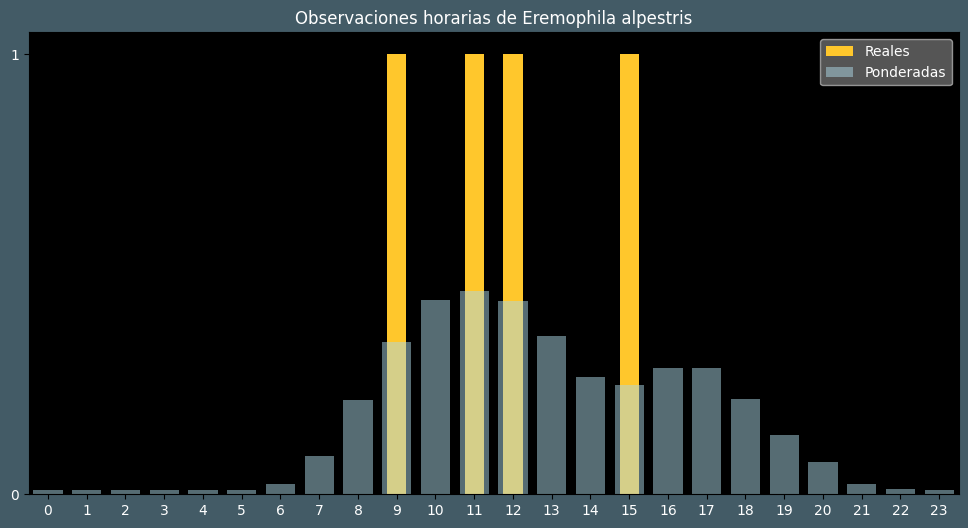 Observaciones horarias de Eremophila alpestris
Reales
Ponderadas
1
0
0 1 2 3 4 5 6 7 8 9 10 11 12 13 14 15 16 17 18 19 20 21 22 23